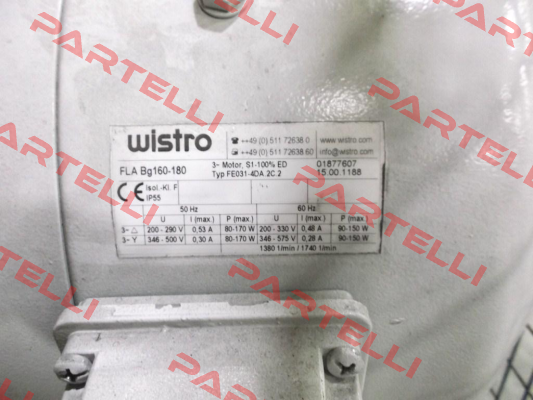 PARTELLI
PARTELLI
PARTELLI
wistro
☎ ++49 (0) 511 72638.0 / www.wistro.com
++49 (0) 511 72638.60 / info@wistro.com
FLA Bg160-180 3~ Motor, S1-100% ED 01877607
Typ FE031-4DA 2C 2 15.00.1188
CE Isol.-Kl. F
IP55
50 Hz 60 Hz
U I (max.) P (max.) U I (max.) P (max.)
3~ △ 200 - 290 V 0,53 A 80-170 W 200 - 330 V 0,48 A 90-150 W
3~ Y 346 - 500 V 0,30 A 80-170 W 346 - 575 V 0,28 A 90-150 W
1380 1/min / 1740 1/min
PARTELLI
PARTELLI
PARTELLI